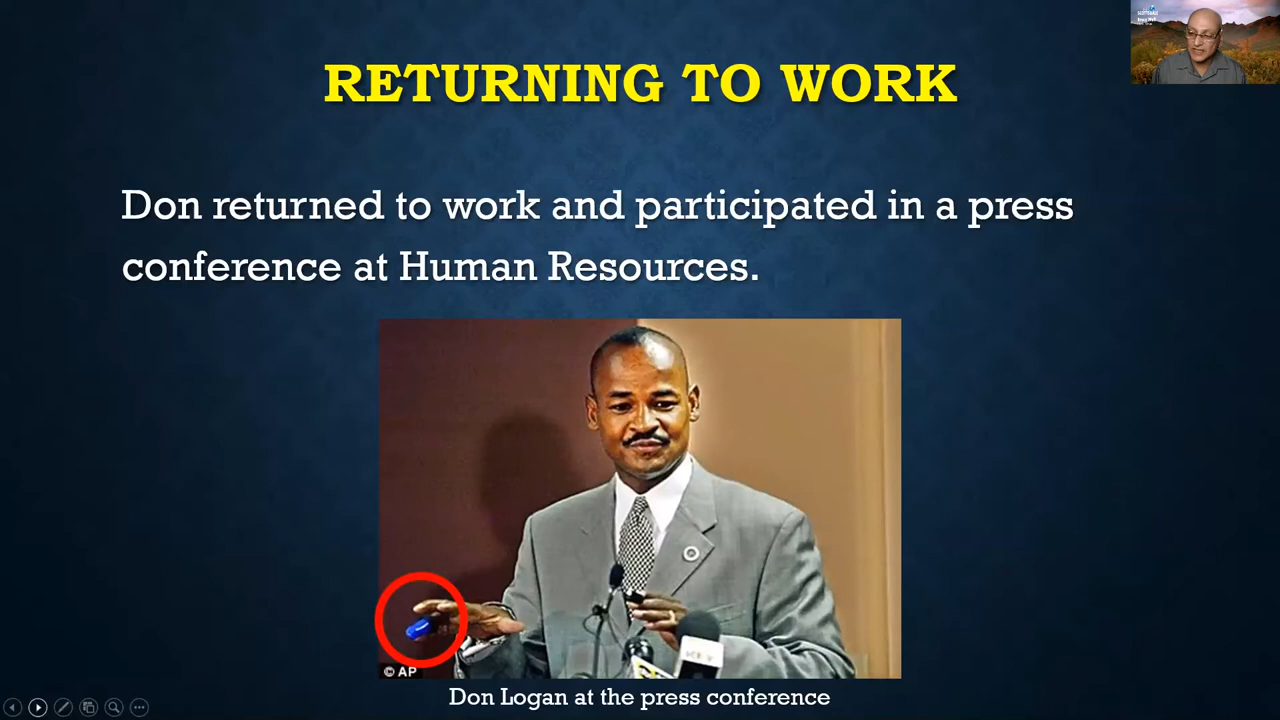 RETURNING TO WORK
Don returned to work and participated in a press
conference at Human Resources.
© AP
Don Logan at the press conference